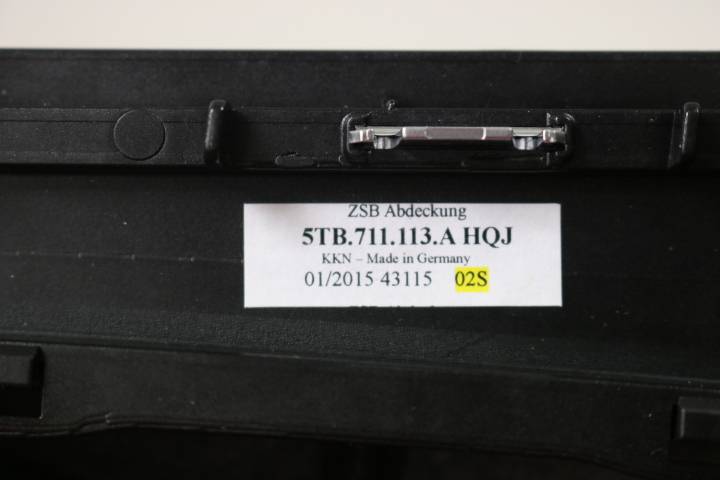 ZSB Abdeckung
5TB.711.113.A HQJ
KKN – Made in Germany
01/2015 43115 02S